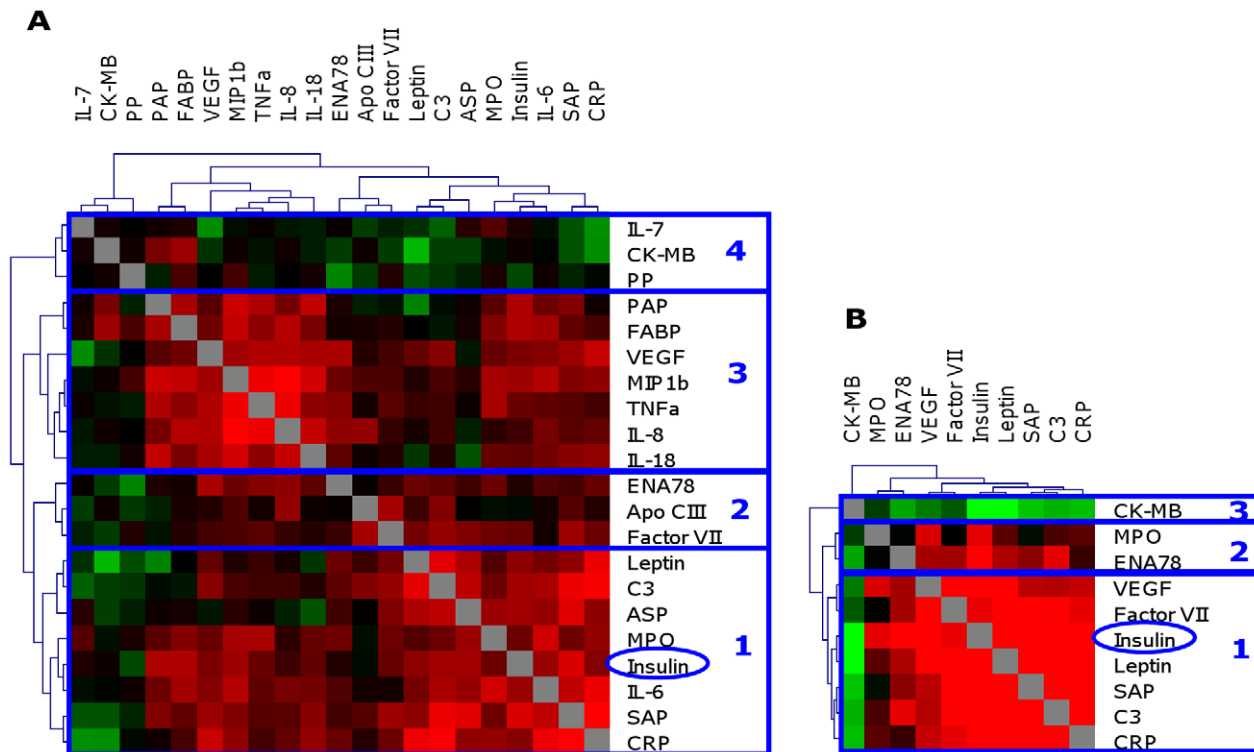 A
IL-7 CK-MB PP PAP FABP VEGF MIP1b TNFa IL-8 IL-18 ENA78 Apo CIII Factor VII Leptin C3 ASP MPO Insulin IL-6 SAP CRP
IL-7
CK-MB
PP
4
PAP
FABP
VEGF
MIP1b
TNFa
IL-8
IL-18
3
ENA78
Apo CIII
Factor VII
2
Leptin
C3
ASP
MPO
Insulin
IL-6
SAP
CRP
1
B
CK-MB MPO ENA78 VEGF Factor VII Insulin Leptin SAP C3 CRP
CK-MB
3
MPO
ENA78
2
VEGF
Factor VII
Insulin
Leptin
SAP
C3
CRP
1